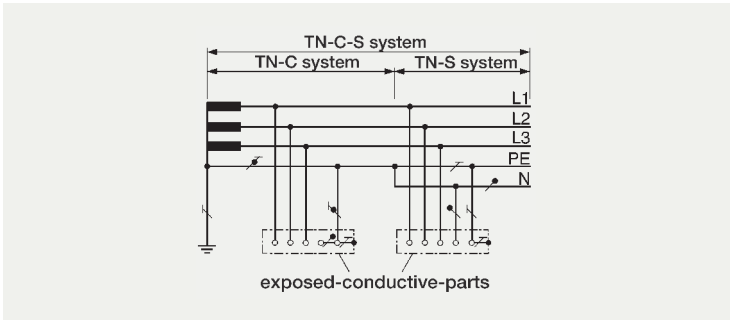 TN-C-S system
TN-C system
TN-S system
L1
L2
L3
PE
N
exposed-conductive-parts